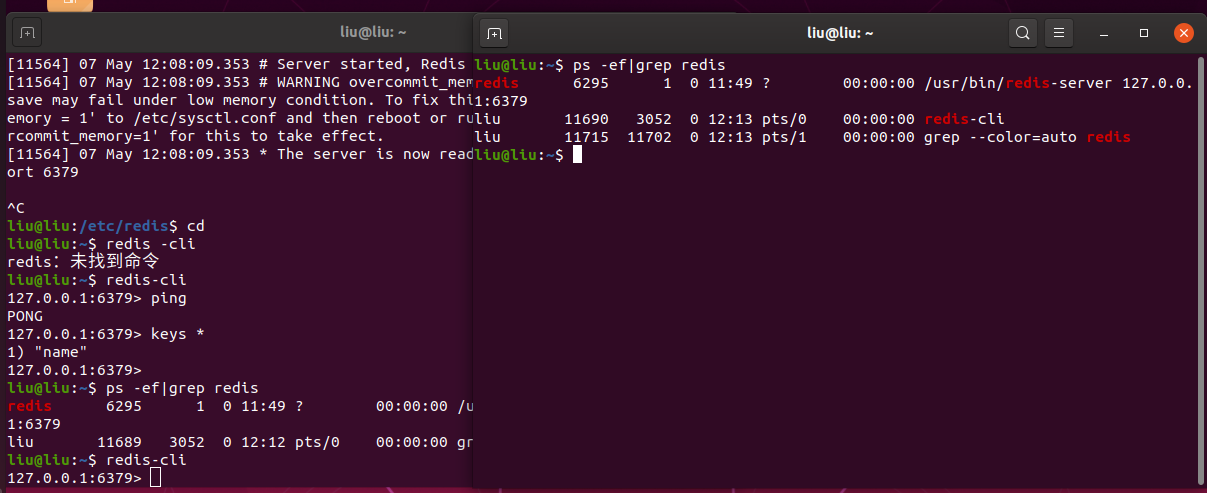 liu@liu: ~
[11564] 07 May 12:08:09.353 # Server started, Redis
[11564] 07 May 12:08:09.353 # WARNING overcommit_mem
save may fail under low memory condition. To fix thi
emory = 1' to /etc/sysctl.conf and then reboot or ru
rcommit_memory=1' for this to take effect.
[11564] 07 May 12:08:09.353 * The server is now read
ort 6379
^C
liu@liu:/etc/redis$ cd
liu@liu:~$ redis -cli
redis：未找到命令
liu@liu:~$ redis-cli
127.0.0.1:6379> ping
PONG
127.0.0.1:6379> keys *
1) "name"
127.0.0.1:6379>
liu@liu:~$ ps -ef|grep redis
redis 6295 1 0 11:49 ? 00:00:00 /u
1:6379
liu 11689 3052 0 12:12 pts/0 00:00:00 gr
liu@liu:~$ redis-cli
127.0.0.1:6379>
liu@liu: ~
liu@liu:~$ ps -ef|grep redis
redis 6295 1 0 11:49 ? 00:00:00 /usr/bin/redis-server 127.0.0.
1:6379
liu 11690 3052 0 12:13 pts/0 00:00:00 redis-cli
liu 11715 11702 0 12:13 pts/1 00:00:00 grep --color=auto redis
liu@liu:~$